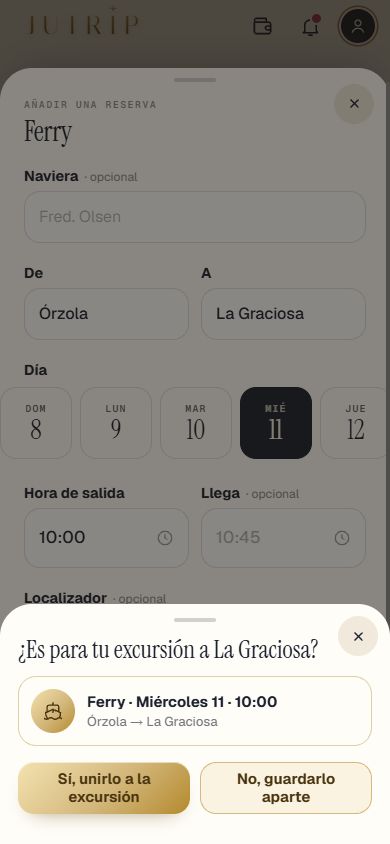 JUTRIP
AÑADIR UNA RESERVA
Ferry
Naviera · opcional
Fred. Olsen
De A
Órzola La Graciosa
Día
DOM LUN MAR MIÉ JUE
8 9 10 11 12
Hora de salida Llega · opcional
10:00 10:45
Localizador · opcional
¿Es para tu excursión a La Graciosa?
Ferry · Miércoles 11 · 10:00
Órzola → La Graciosa
Sí, unirlo a la No, guardarlo
excursión aparte